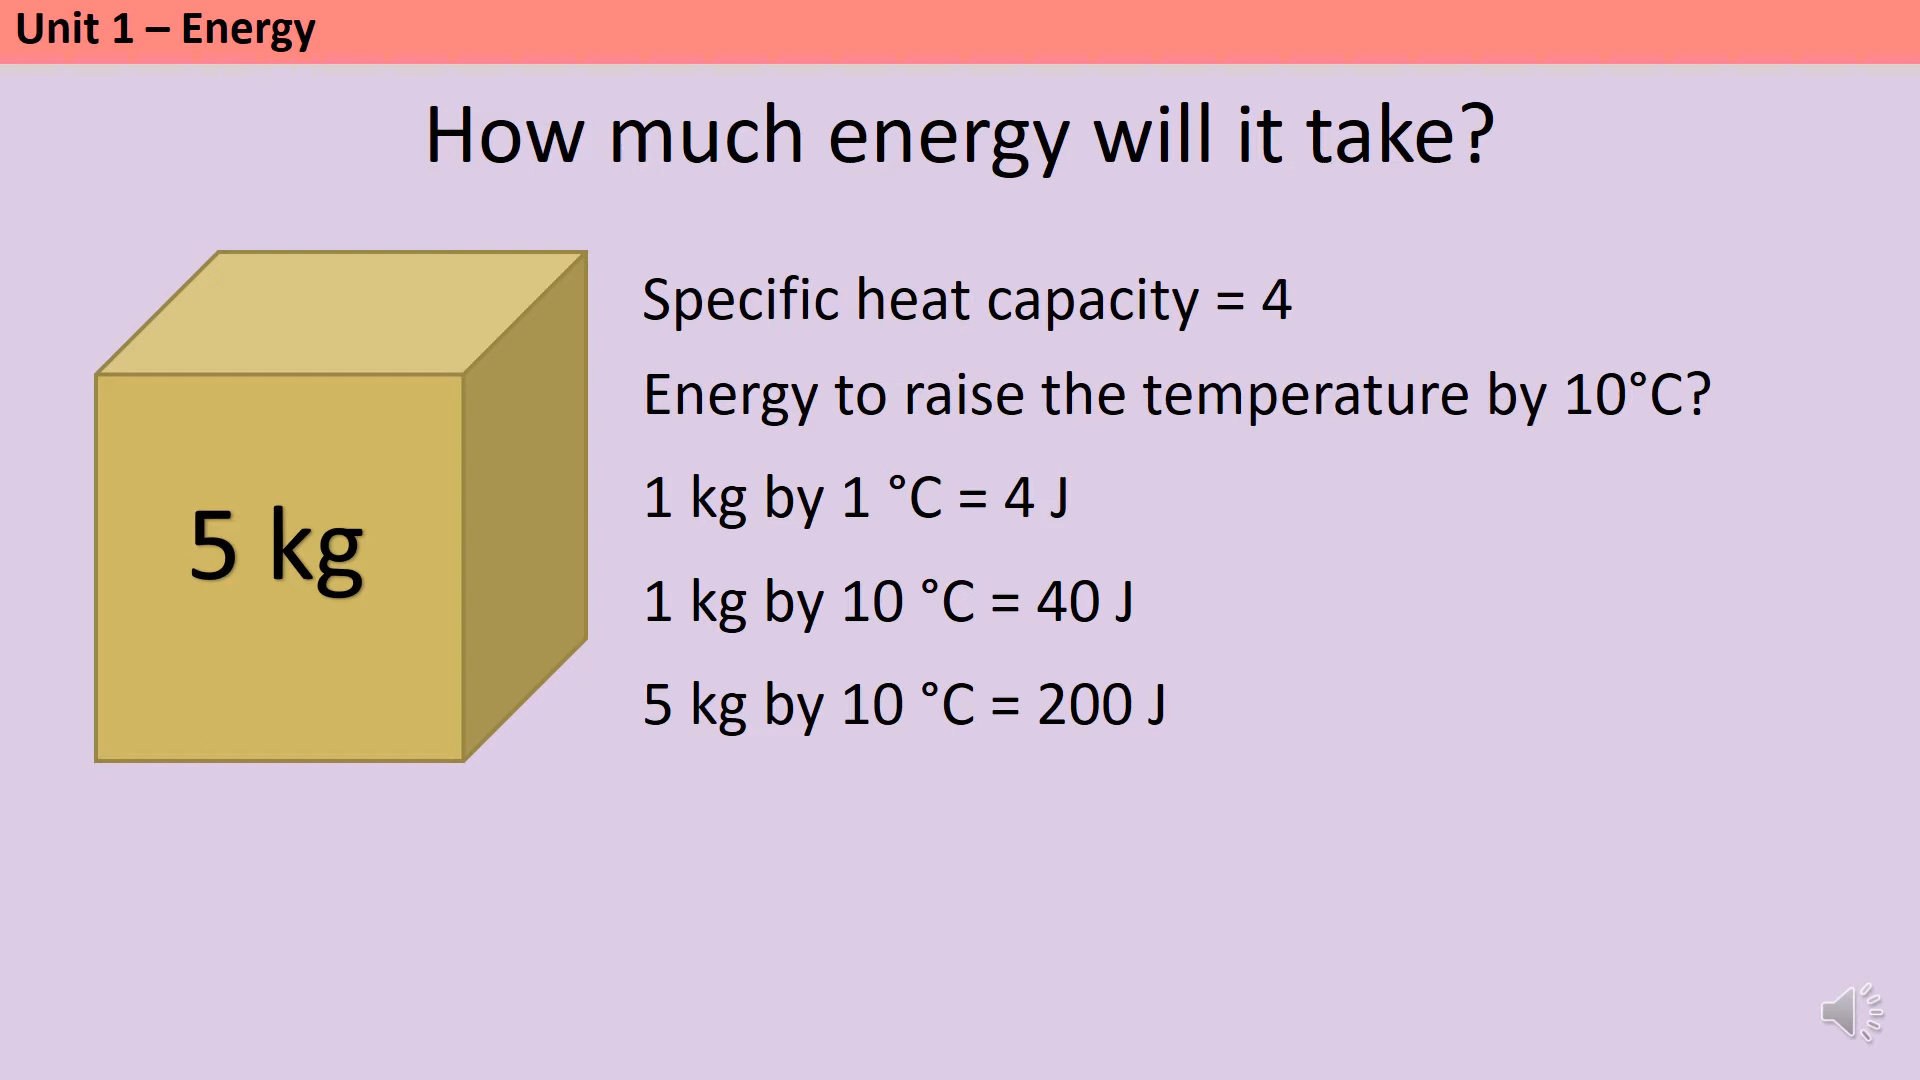 Unit 1 – Energy
How much energy will it take?
Specific heat capacity = 4
Energy to raise the temperature by 10°C?
1 kg by 1 °C = 4 J
5 kg
1 kg by 10 °C = 40 J
5 kg by 10 °C = 200 J